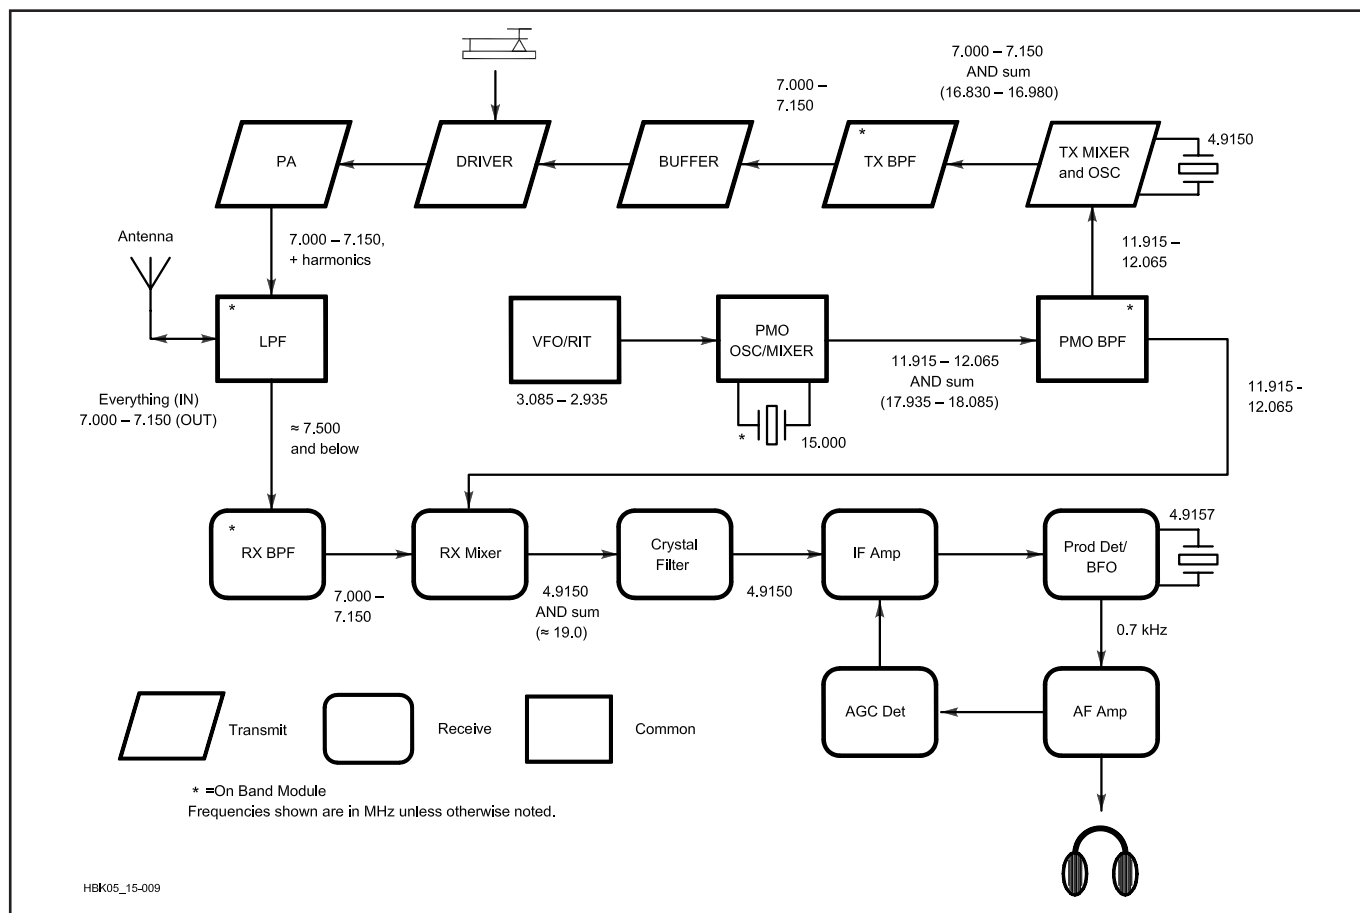 7.000 – 7.150
AND sum
(16.830 – 16.980)
7.000 –
7.150
4.9150
*
PA
DRIVER
BUFFER
TX BPF
TX MIXER
and OSC
Antenna
7.000 – 7.150,
+ harmonics
11.915 –
12.065
*
LPF
VFO/RIT
PMO
OSC/MIXER
*
PMO BPF
11.915 – 12.065
AND sum
(17.935 – 18.085)
11.915 -
12.065
Everything (IN)
7.000 – 7.150 (OUT)
3.085 – 2.935
*
15.000
≈ 7.500
and below
*
RX BPF
RX Mixer
Crystal
Filter
IF Amp
Prod Det/
BFO
4.9157
7.000 –
7.150
4.9150
AND sum
(≈ 19.0)
4.9150
0.7 kHz
AGC Det
AF Amp
Transmit
Receive
Common
* =On Band Module
Frequencies shown are in MHz unless otherwise noted.
HBK05_15-009